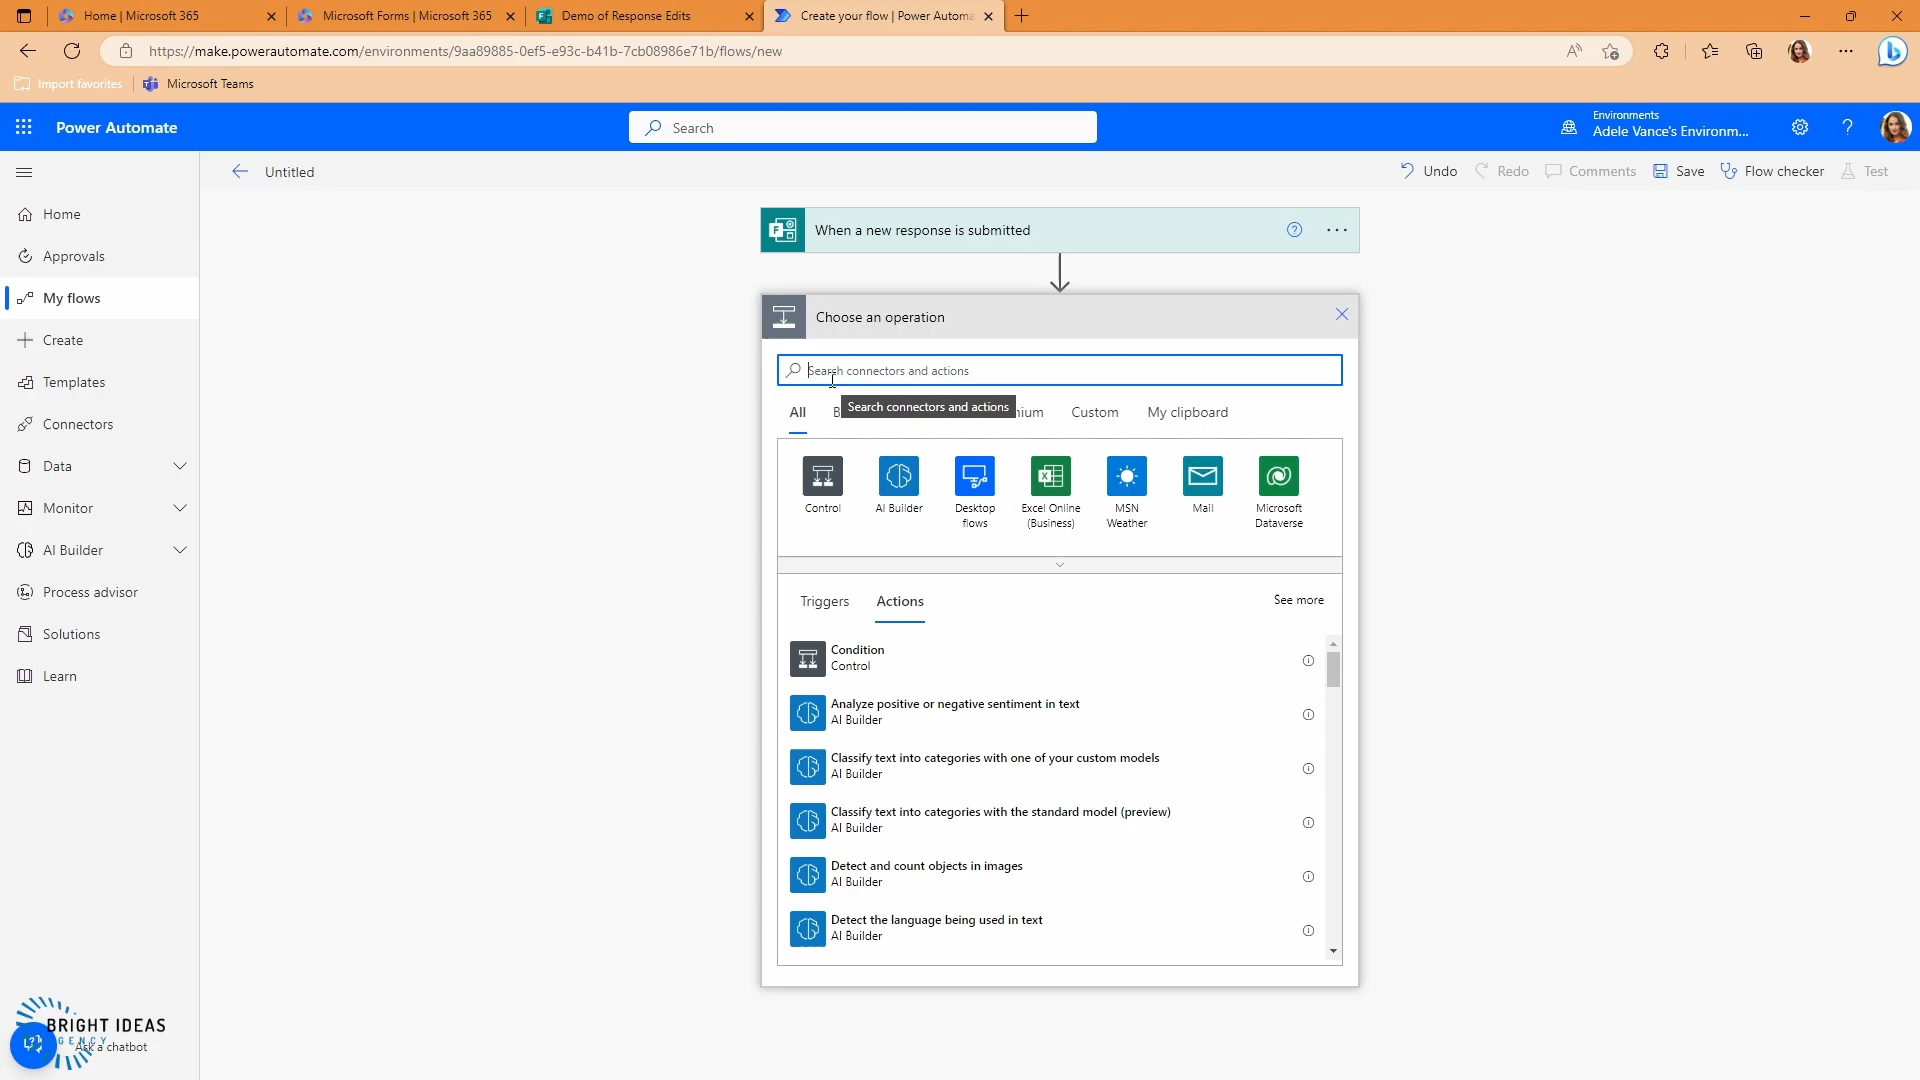 Home | Microsoft 365
Microsoft Forms | Microsoft 365
Demo of Response Edits
Create your flow | Power Automa
https://make.powerautomate.com/environments/9aa89885-0ef5-e93c-b41b-7cb08986e71b/flows/new
Import favorites
Microsoft Teams
Power Automate
Search
Environments
Adele Vance's Environm...
Untitled
Undo
Redo
Comments
Save
Flow checker
Test
Home
Approvals
My flows
Create
Templates
Connectors
Data
Monitor
AI Builder
Process advisor
Solutions
Learn
When a new response is submitted
Choose an operation
Search connectors and actions
Search connectors and actions
All
Custom
My clipboard
Control
AI Builder
Desktop
flows
Excel Online
(Business)
MSN
Weather
Mail
Microsoft
Dataverse
Triggers
Actions
See more
Condition
Control
Analyze positive or negative sentiment in text
AI Builder
Classify text into categories with one of your custom models
AI Builder
Classify text into categories with the standard model (preview)
AI Builder
Detect and count objects in images
AI Builder
Detect the language being used in text
AI Builder
BRIGHT IDEAS
Ask a chatbot